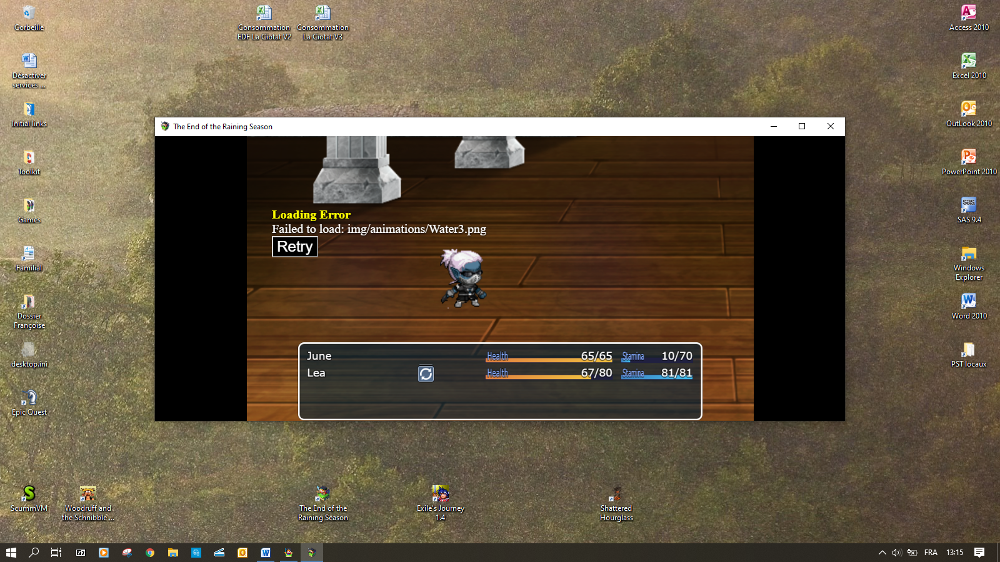 Corbeille
Consommation
EDF La Ciotat V2
Consommation
La Ciotat V3
Access 2010
Désactiver
services ...
Excel 2010
Initial links
OutLook 2010
The End of the Raining Season
Toolkit
PowerPoint 2010
Games
Loading Error
Failed to load: img/animations/Water3.png
Retry
sas
SAS 9.4
Familial
Windows
Explorer
Dossier
Françoise
Word 2010
desktop.ini
June
Health 65/65
Stamina 10/70
Lea
Health 67/80
Stamina 81/81
PST locaux
Epic Quest
ScummVM
Woodruff and
the Schnibble ...
The End of the
Raining Season
Exile's Journey
1.4
Shattered
Hourglass
FRA
13:15